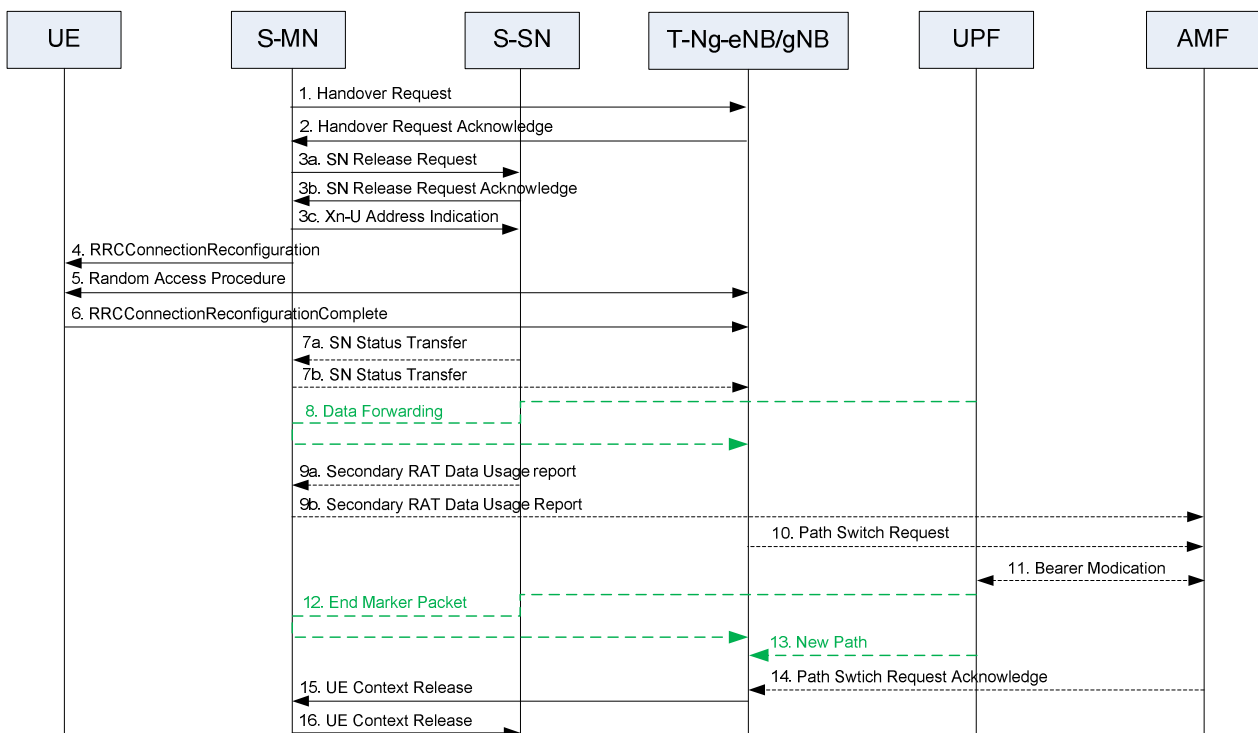 UE
S-MN
S-SN
T-Ng-eNB/gNB
UPF
AMF
1. Handover Request
2. Handover Request Acknowledge
3a. SN Release Request
3b. SN Release Request Acknowledge
3c. Xn-U Address Indication
4. RRCConnectionReconfiguration
5. Random Access Procedure
6. RRCConnectionReconfigurationComplete
7a. SN Status Transfer
7b. SN Status Transfer
8. Data Forwarding
9a. Secondary RAT Data Usage report
9b. Secondary RAT Data Usage Report
10. Path Switch Request
11. Bearer Modication
12. End Marker Packet
13. New Path
14. Path Swtich Request Acknowledge
15. UE Context Release
16. UE Context Release